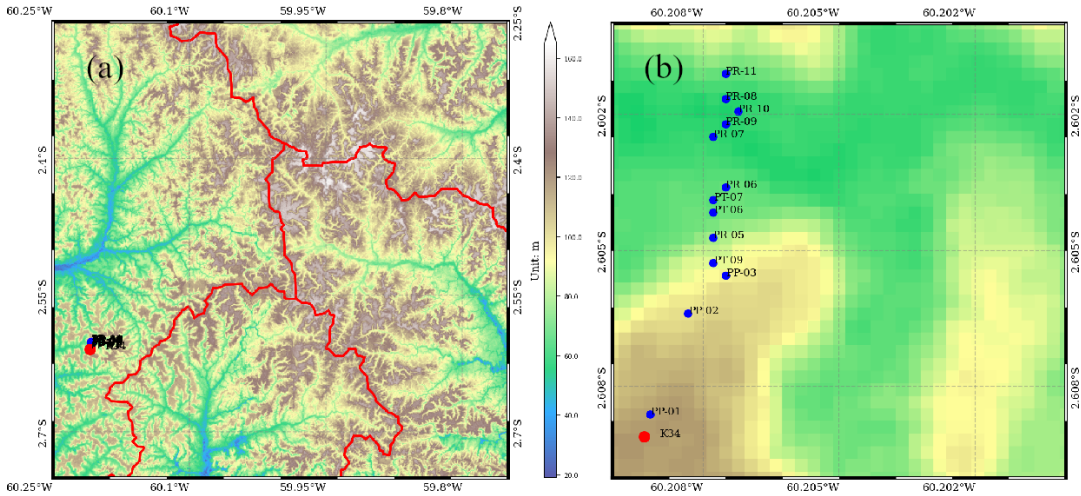 60.25°W 60.1°W 59.95°W 59.8°W
(a)
2.25°S
2.4°S 2.4°S
2.55°S 2.55°S
2.7°S 2.7°S
60.25°W 60.1°W 59.95°W 59.8°W
160.0
140.0
120.0
100.0
80.0
60.0
40.0
20.0
Unit: m
60.208°W 60.205°W 60.202°W
(b)
PR-11
PR-08
PR-10
PR-09
PR-07
PR-06
PT-07
PT-06
PR-05
PT-09
PP-03
PP-02
PP-01
K34
2.602°S 2.602°S
2.605°S 2.605°S
2.608°S 2.608°S
60.208°W 60.205°W 60.202°W